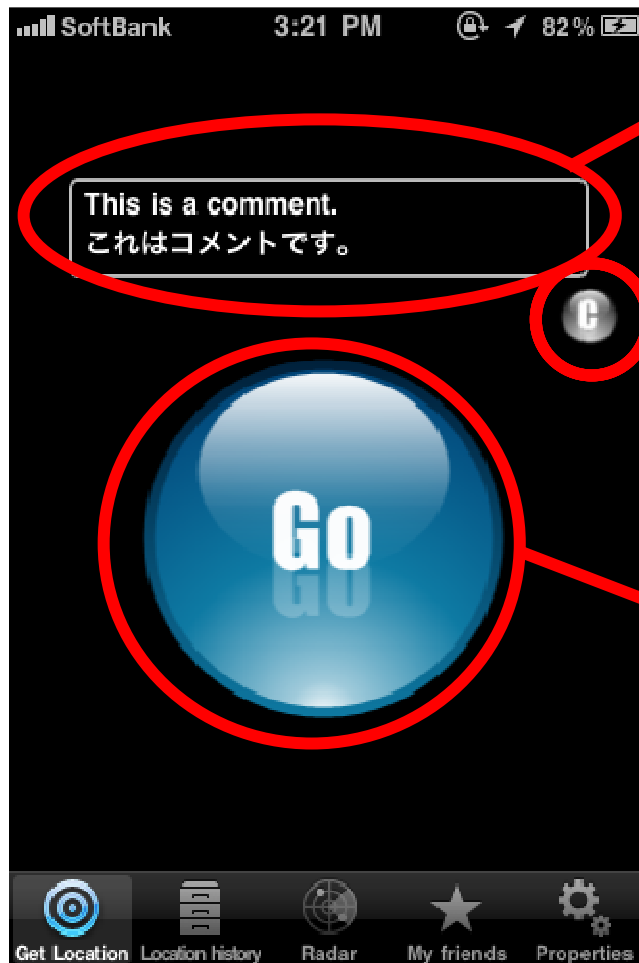 SoftBank 3:21 PM 82%
This is a comment.
これはコメントです。
C
Go
Get Location Location history Radar My friends Properties